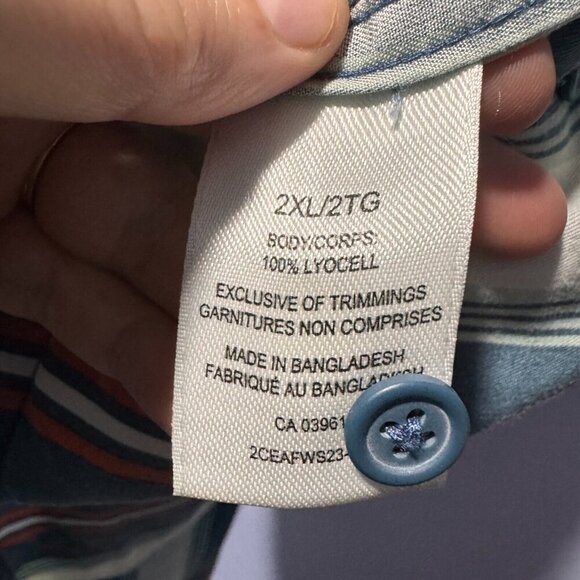 2XL/2TG
BODY/CORPS:
100% LYOCELL
EXCLUSIVE OF TRIMMINGS
GARNITURES NON COMPRISES
MADE IN BANGLADESH
FABRIQUÉ AU BANGLADESH
CA 03961
2CEAFWS23-